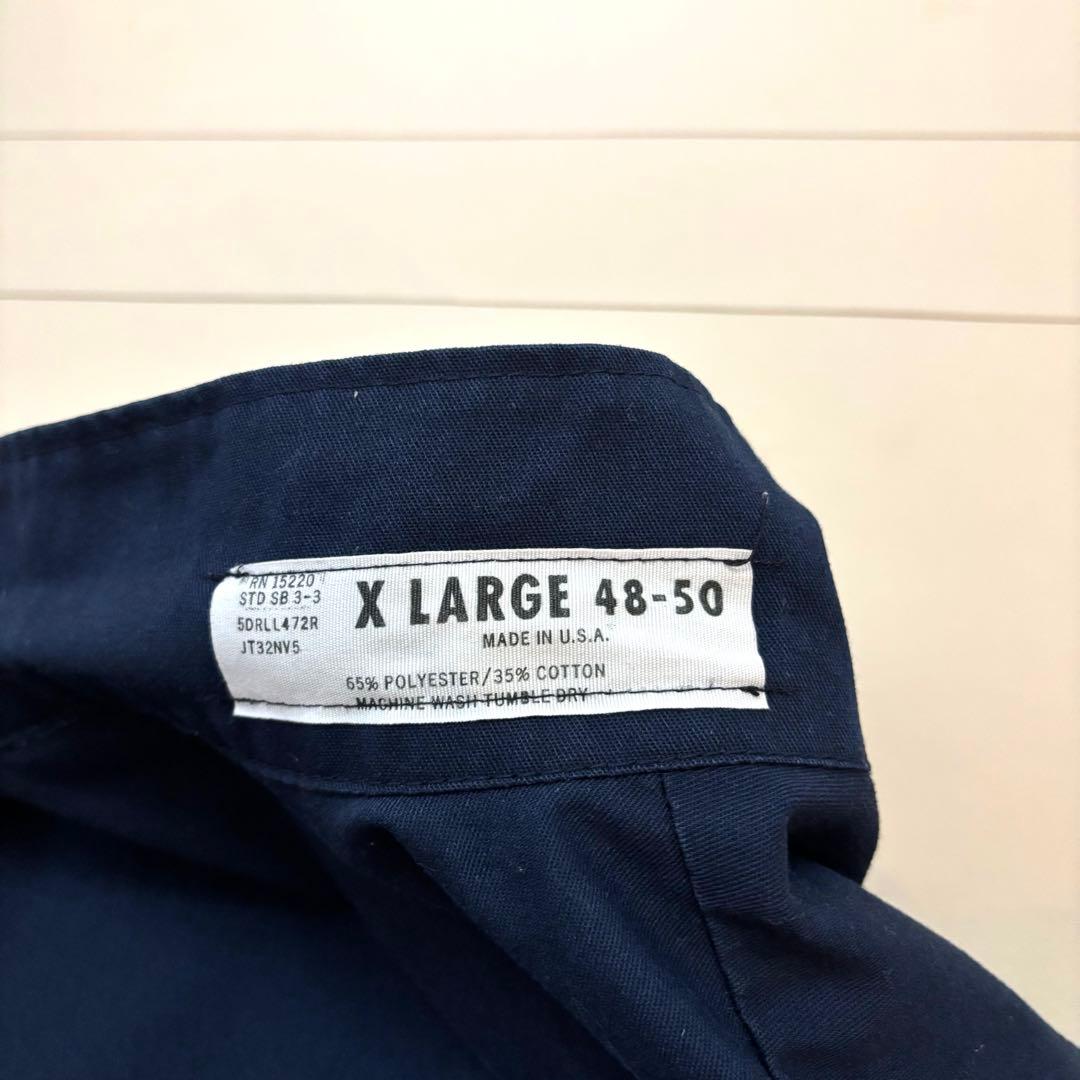 RN 15220
STD SB 3-3
5DRLL472R
JT32NV5
X LARGE 48-50
MADE IN U.S.A.
65% POLYESTER/35% COTTON
MACHINE WASH TUMBLE DRY